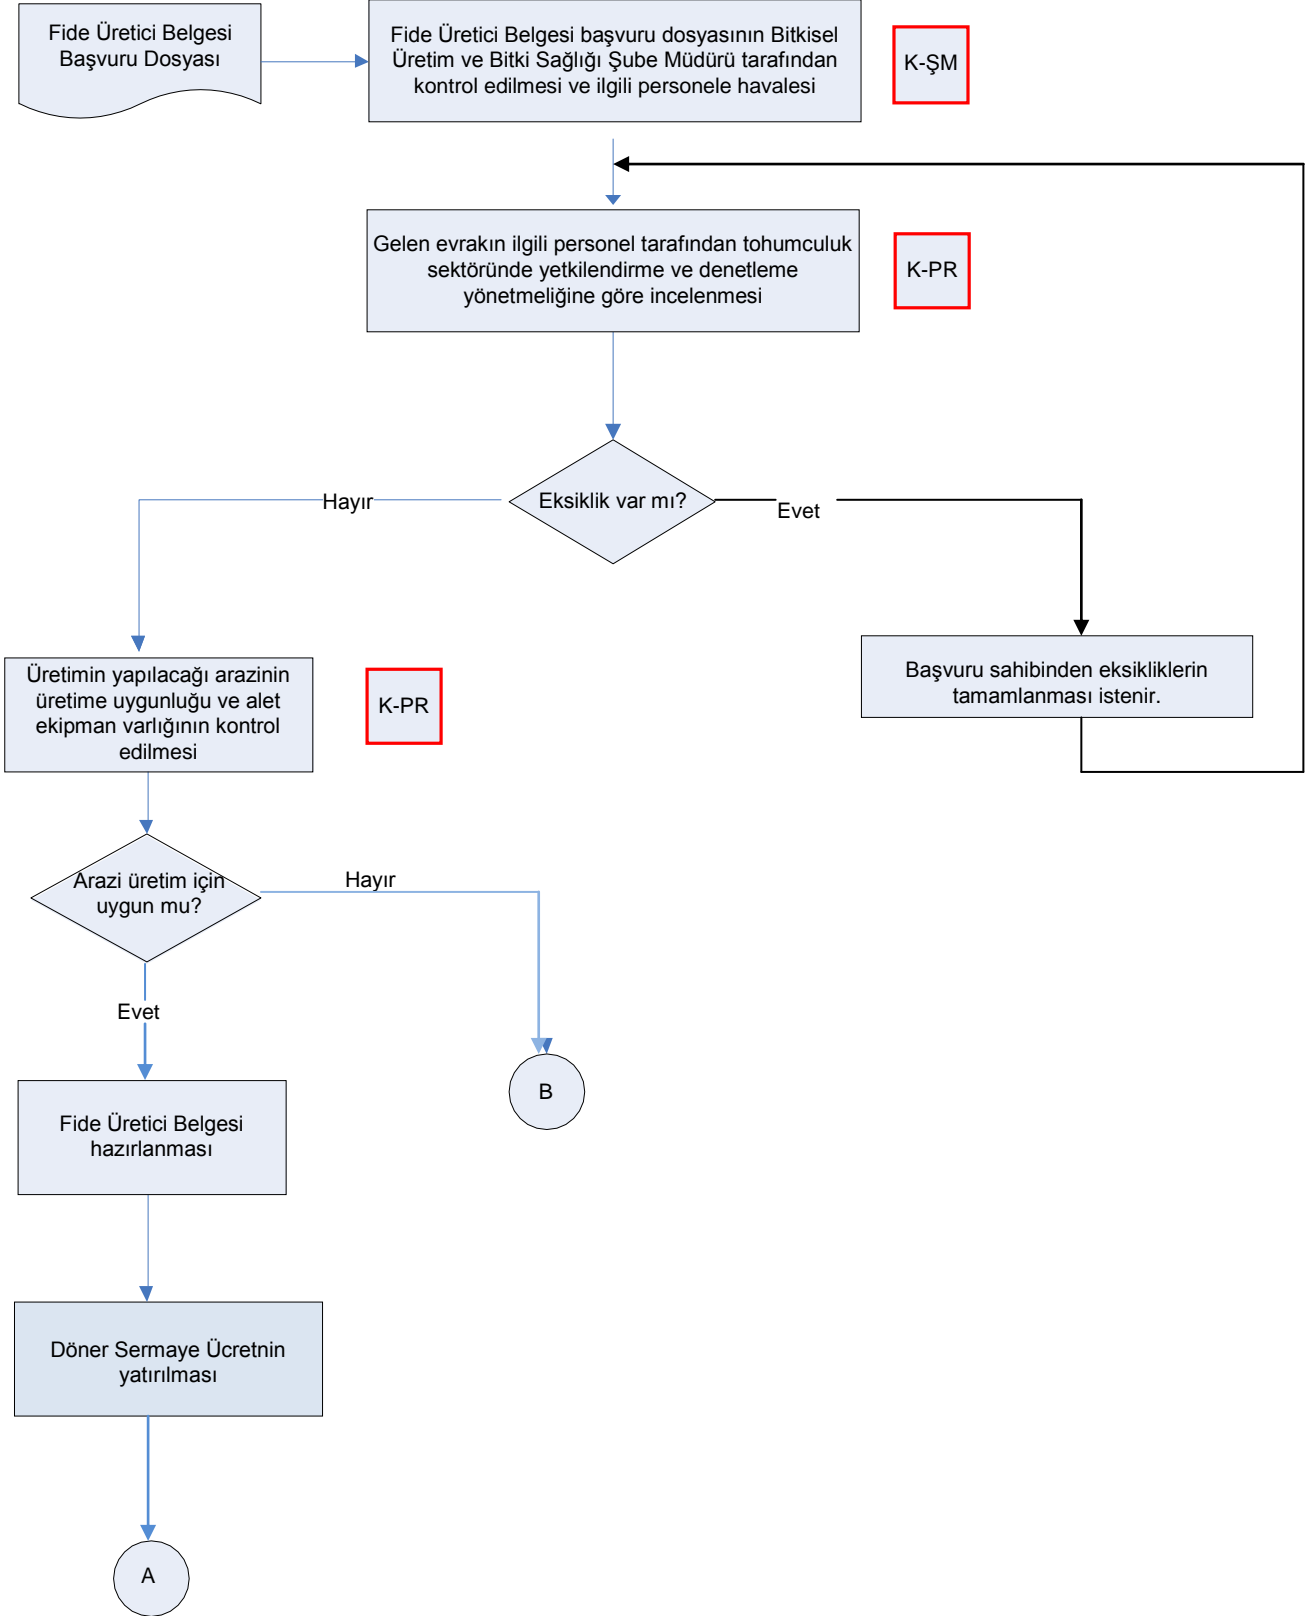 Fide Üretici Belgesi
Başvuru Dosyası
Fide Üretici Belgesi başvuru dosyasının Bitkisel
Üretim ve Bitki Sağlığı Şube Müdürü tarafından
kontrol edilmesi ve ilgili personele havalesi
K-ŞM
Gelen evrakın ilgili personel tarafından tohumculuk
sektöründe yetkilendirme ve denetleme
yönetmeliğine göre incelenmesi
K-PR
Eksiklik var mı?
Hayır
Evet
Üretimin yapılacağı arazinin
üretime uygunluğu ve alet
ekipman varlığının kontrol
edilmesi
K-PR
Başvuru sahibinden eksikliklerin
tamamlanması istenir.
Arazi üretim için
uygun mu?
Hayır
Evet
B
Fide Üretici Belgesi
hazırlanması
Döner Sermaye Ücretnin
yatırılması
A